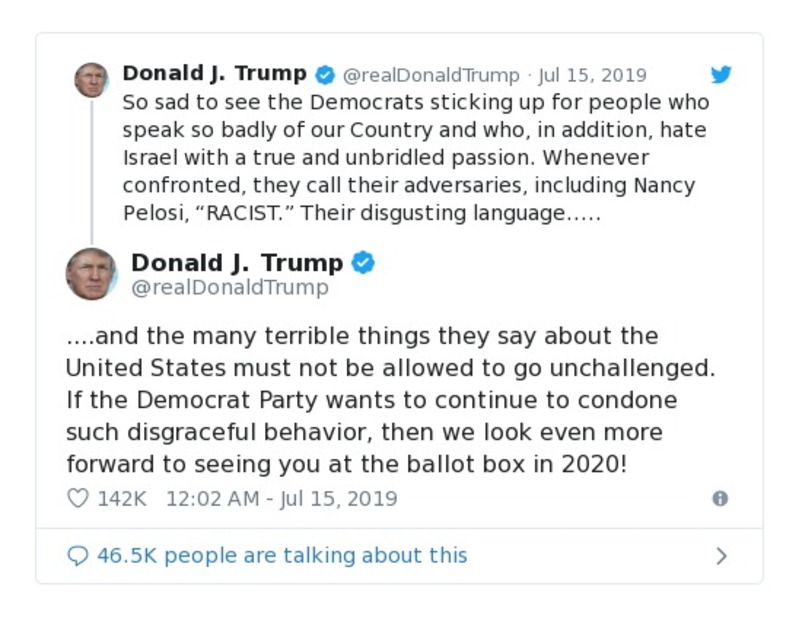 Donald J. Trump @realDonaldTrump · Jul 15, 2019
So sad to see the Democrats sticking up for people who
speak so badly of our Country and who, in addition, hate
Israel with a true and unbridled passion. Whenever
confronted, they call their adversaries, including Nancy
Pelosi, “RACIST.” Their disgusting language…..
Donald J. Trump
@realDonaldTrump
....and the many terrible things they say about the
United States must not be allowed to go unchallenged.
If the Democrat Party wants to continue to condone
such disgraceful behavior, then we look even more
forward to seeing you at the ballot box in 2020!
142K 12:02 AM - Jul 15, 2019
46.5K people are talking about this